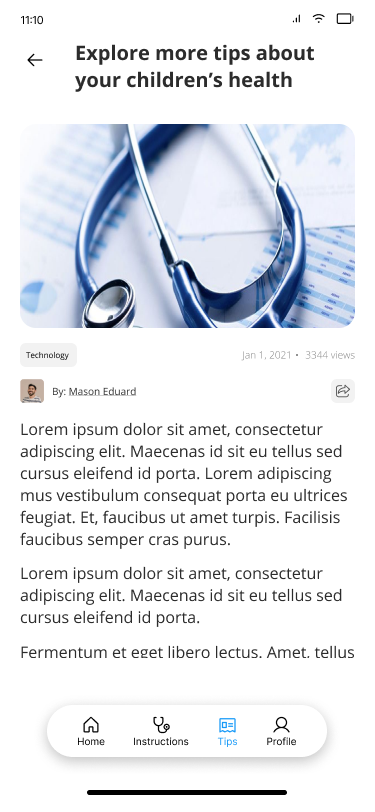 11:10
Explore more tips about
your children’s health
Technology
Jan 1, 2021 • 3344 views
By: Mason Eduard
Lorem ipsum dolor sit amet, consectetur
adipiscing elit. Maecenas id sit eu tellus sed
cursus eleifend id porta. Lorem adipiscing
mus vestibulum consequat porta eu ultrices
feugiat. Et, faucibus ut amet turpis. Facilisis
faucibus semper cras purus.
Lorem ipsum dolor sit amet, consectetur
adipiscing elit. Maecenas id sit eu tellus sed
cursus eleifend id porta.
Fermentum et eget libero lectus. Amet, tellus
Home
Instructions
Tips
Profile